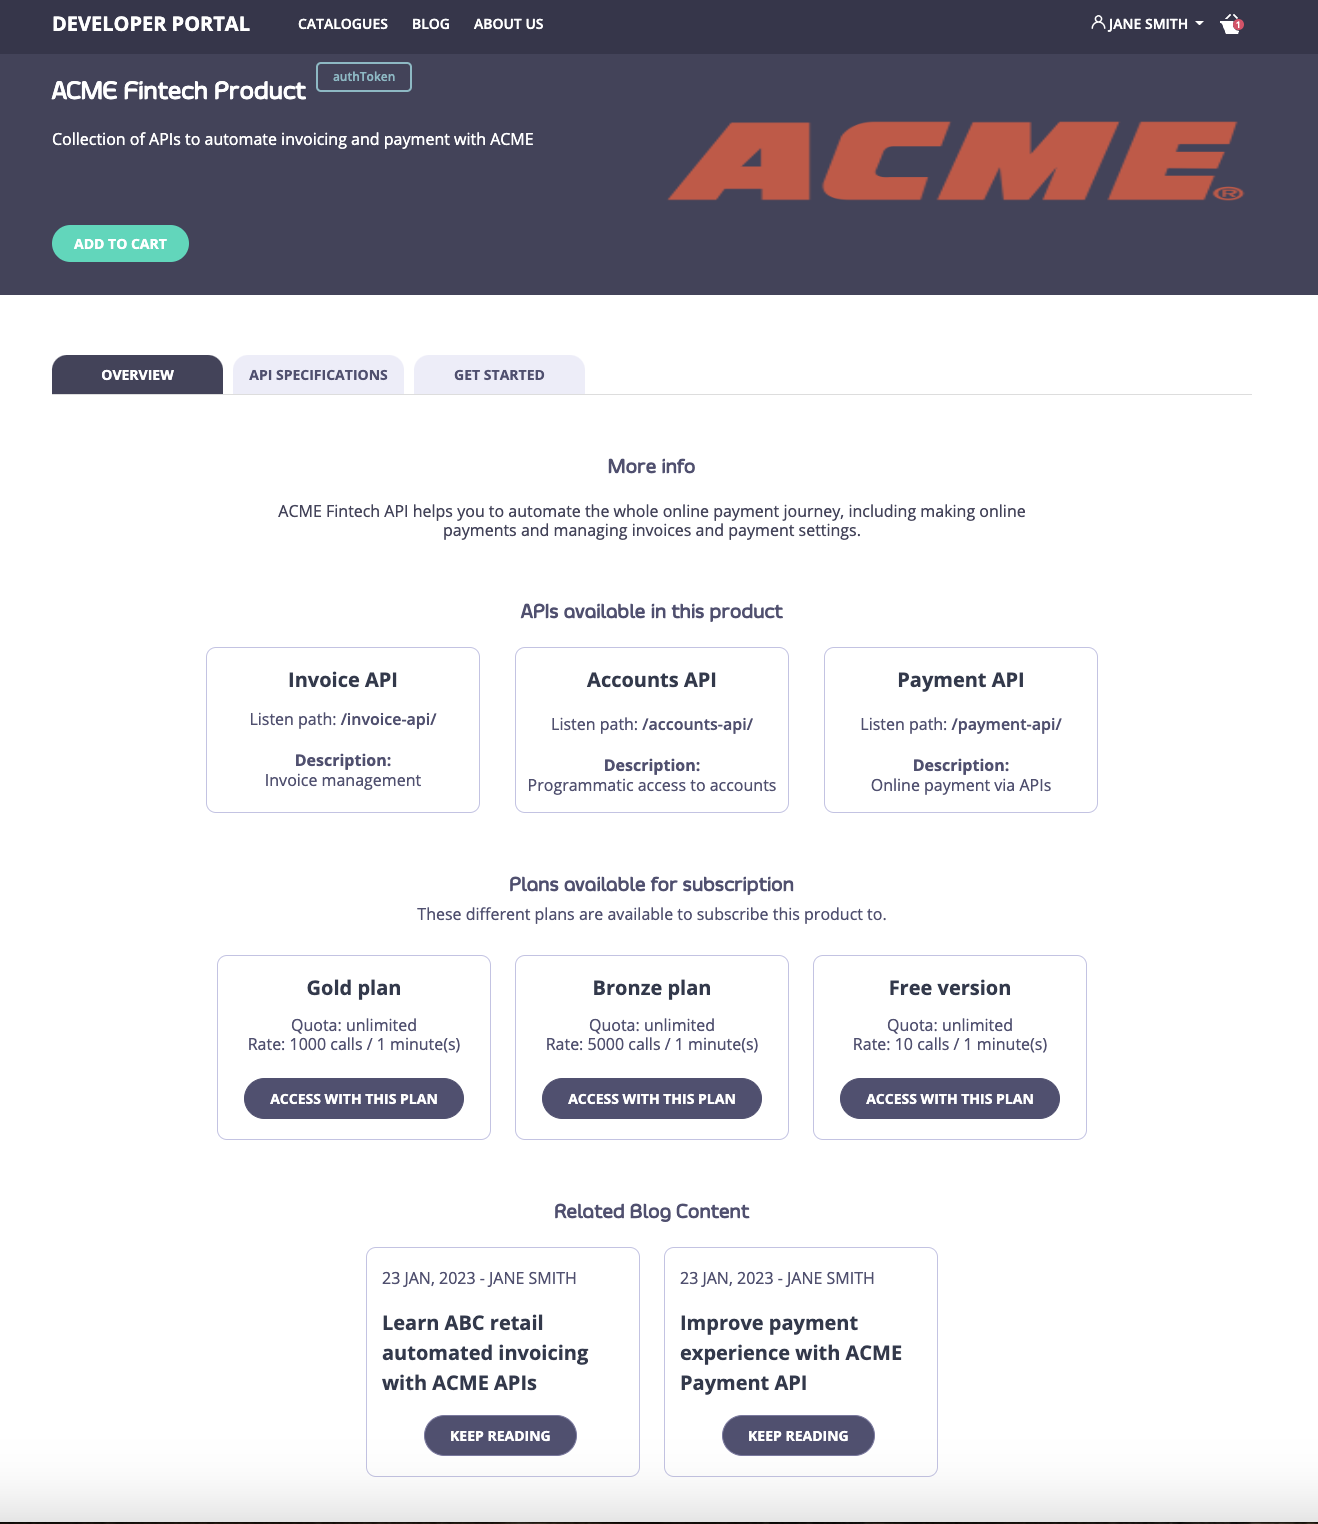 DEVELOPER PORTAL
CATALOGUES
BLOG
ABOUT US
JANE SMITH
1
ACME Fintech Product
authToken
Collection of APIs to automate invoicing and payment with ACME
ACME®
ADD TO CART
OVERVIEW
API SPECIFICATIONS
GET STARTED
More info
ACME Fintech API helps you to automate the whole online payment journey, including making online
payments and managing invoices and payment settings.
APIs available in this product
Invoice API
Listen path: /invoice-api/
Description:
Invoice management
Accounts API
Listen path: /accounts-api/
Description:
Programmatic access to accounts
Payment API
Listen path: /payment-api/
Description:
Online payment via APIs
Plans available for subscription
These different plans are available to subscribe this product to.
Gold plan
Quota: unlimited
Rate: 1000 calls / 1 minute(s)
ACCESS WITH THIS PLAN
Bronze plan
Quota: unlimited
Rate: 5000 calls / 1 minute(s)
ACCESS WITH THIS PLAN
Free version
Quota: unlimited
Rate: 10 calls / 1 minute(s)
ACCESS WITH THIS PLAN
Related Blog Content
23 JAN, 2023 - JANE SMITH
Learn ABC retail
automated invoicing
with ACME APIs
KEEP READING
23 JAN, 2023 - JANE SMITH
Improve payment
experience with ACME
Payment API
KEEP READING